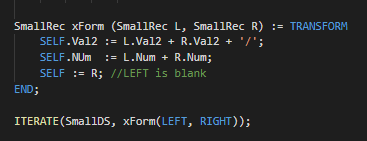 SmallRec xForm (SmallRec L, SmallRec R) := TRANSFORM
SELF.Val2 := L.Val2 + R.Val2 + '/';
SELF.NUm := L.Num + R.Num;
SELF := R; //LEFT is blank
END;
ITERATE(SmallDS, xForm(LEFT, RIGHT));